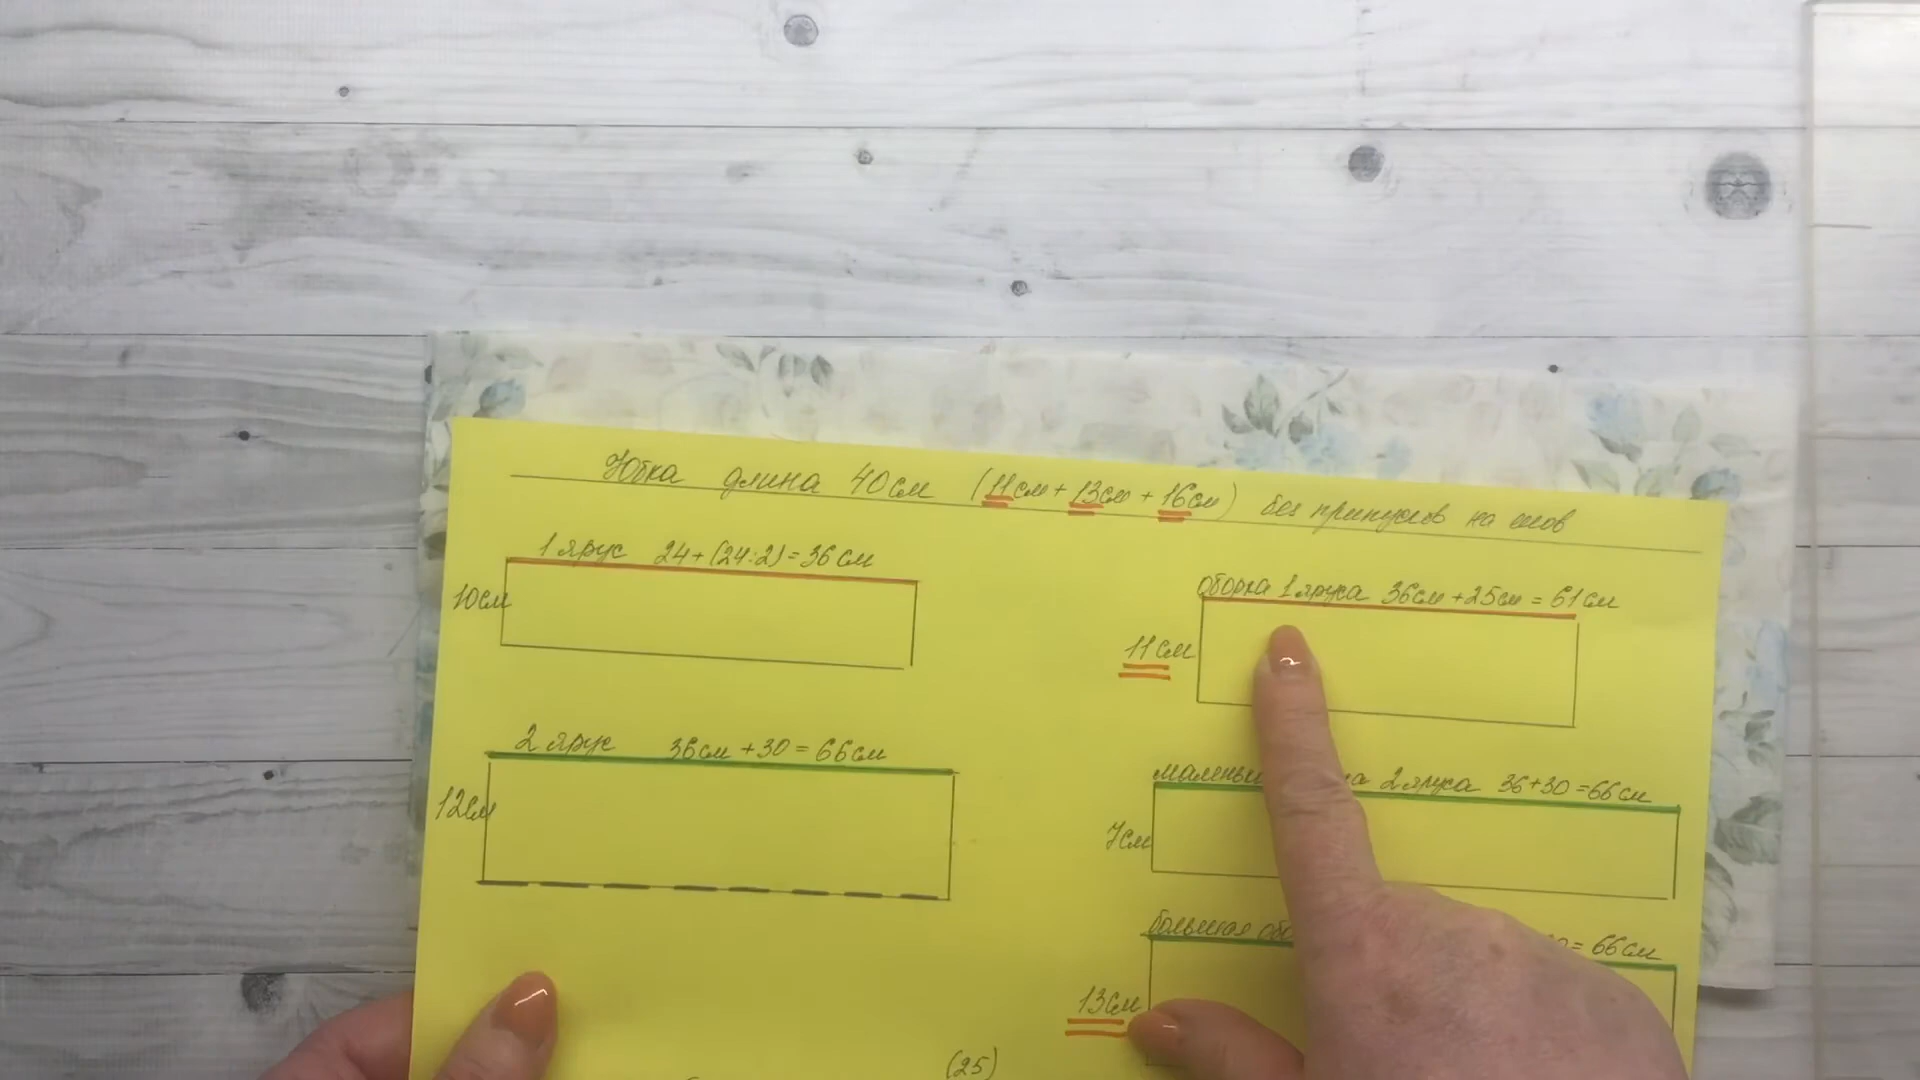 Юбка длина 40см (11см + 13см + 16см) без припусков на шов
1 ярус 24+(24:2)=36см
10см
оборка 1 яруса 36см+25см = 61см
11см
2 ярус 36см +30 = 66см
12см
2 яруса 36+30=66см
7см
большая = 66см
13см
(25)